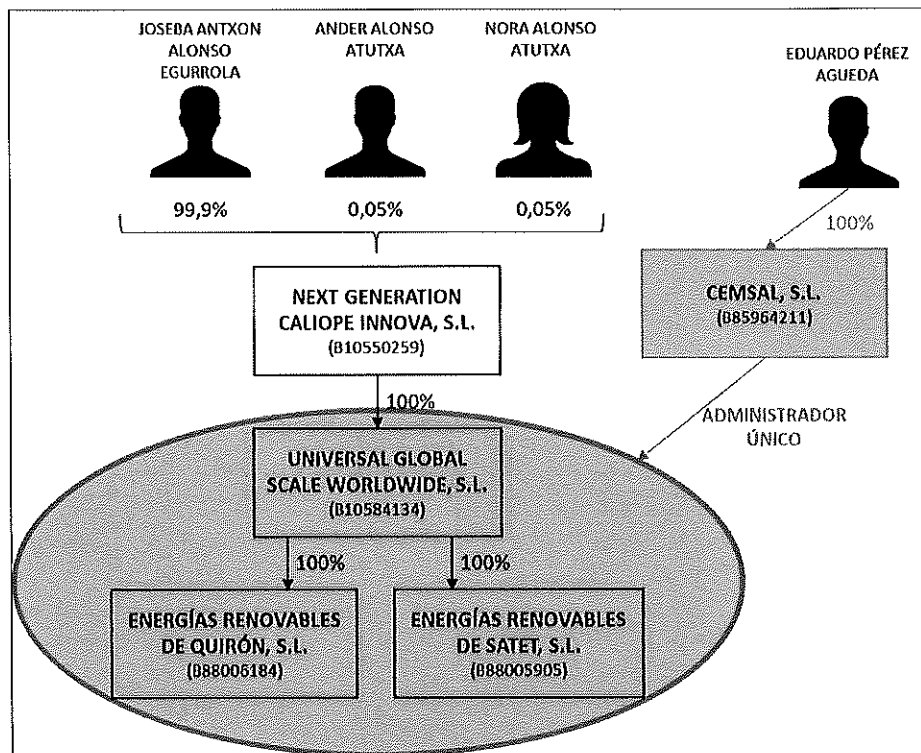 JOSEBA ANTXON
ALONSO
EGURROLA
ANDER ALONSO
ATUTXA
NORA ALONSO
ATUTXA
EDUARDO PÉREZ
AGUEDA
99,9%
0,05%
0,05%
100%
NEXT GENERATION
CALIOPE INNOVA, S.L.
(B10550259)
CEMSAL, S.L.
(B85964211)
100%
ADMINISTRADOR
ÚNICO
UNIVERSAL GLOBAL
SCALE WORLDWIDE, S.L.
(B10584134)
100%
100%
ENERGÍAS RENOVABLES
DE QUIRÓN, S.L.
(B88006184)
ENERGÍAS RENOVABLES
DE SATET, S.L.
(B88005905)